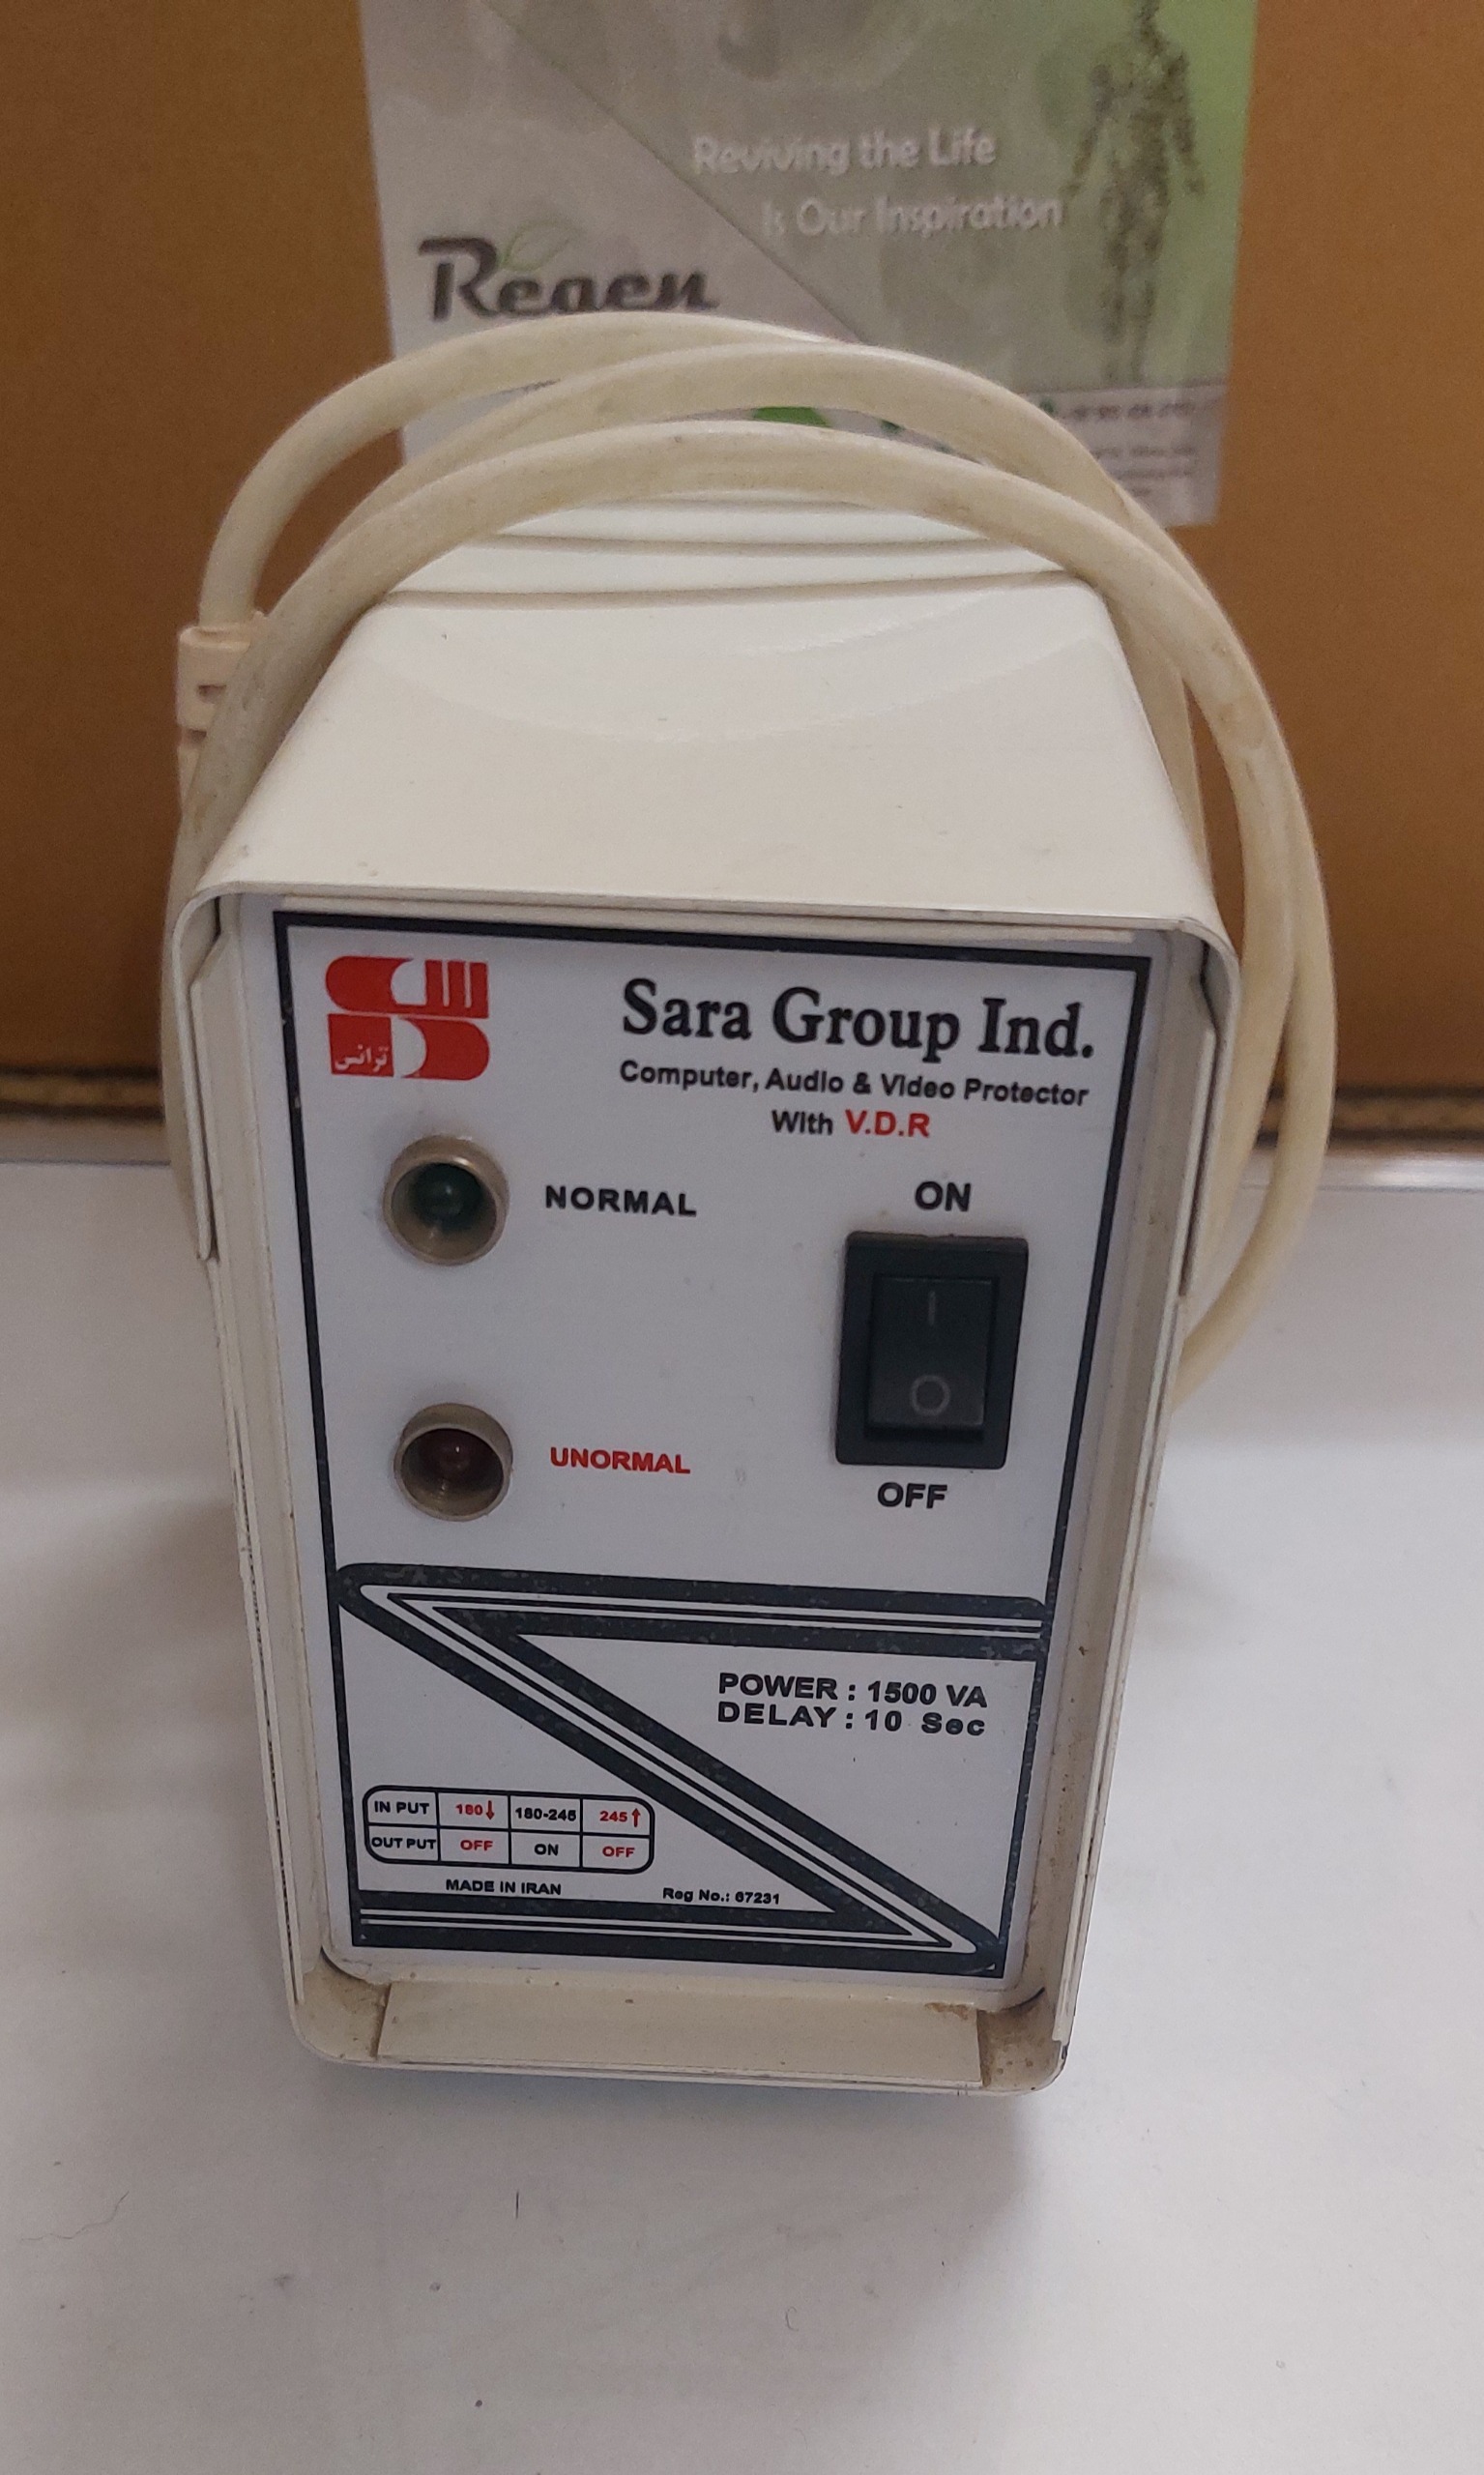 Reviving the Life
Is Our Inspiration
Regen
ترانس
Sara Group Ind.
Computer, Audio & Video Protector
With V.D.R
NORMAL
ON
I
O
UNORMAL
OFF
POWER : 1500 VA
DELAY : 10 Sec
IN PUT 180↓ 180-245 245↑
OUT PUT OFF ON OFF
MADE IN IRAN
Reg No.: 67231